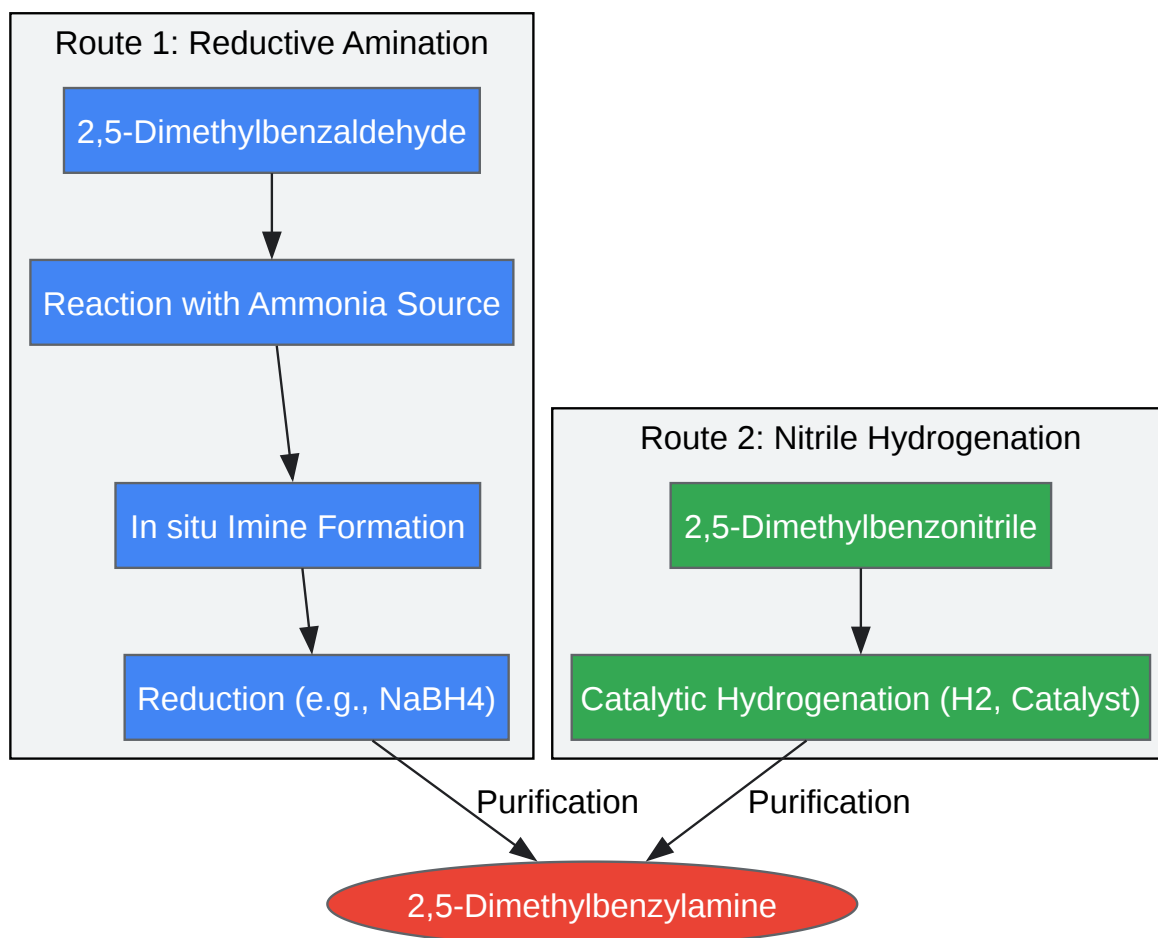 Route 1: Reductive Amination
2,5-Dimethylbenzaldehyde
Reaction with Ammonia Source
In situ Imine Formation
Reduction (e.g., NaBH4)
Route 2: Nitrile Hydrogenation
2,5-Dimethylbenzonitrile
Catalytic Hydrogenation (H2, Catalyst)
Purification
Purification
2,5-Dimethylbenzylamine